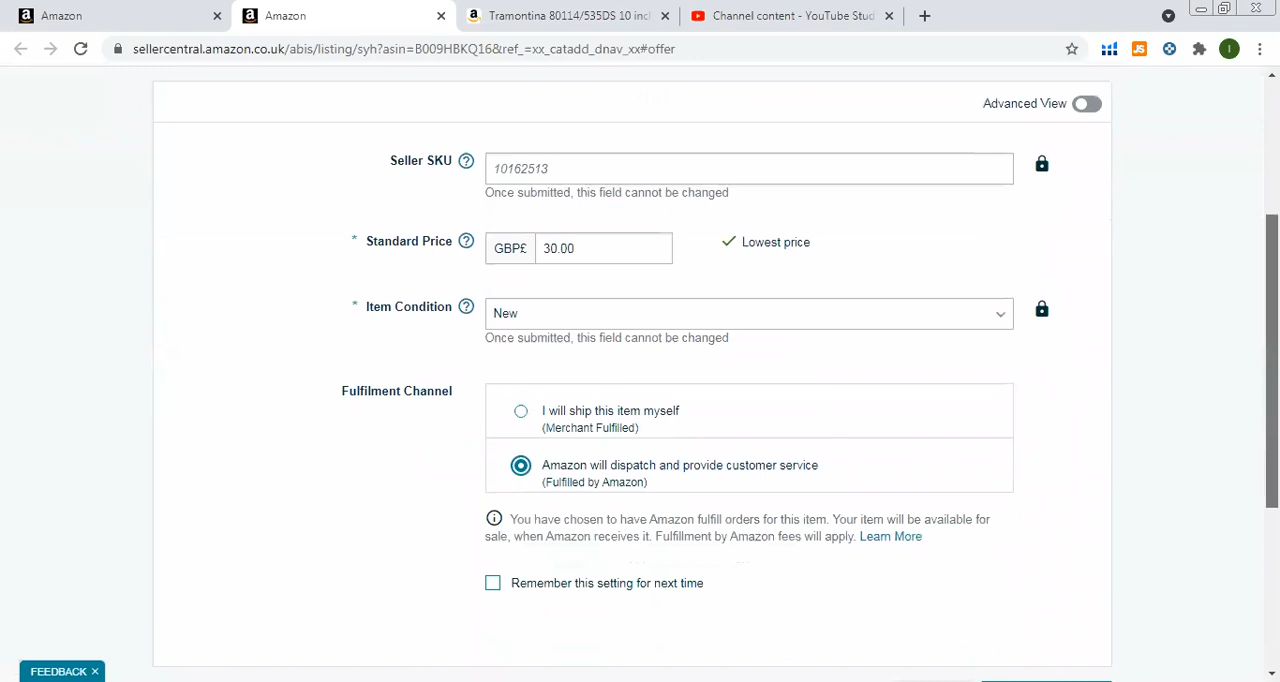 Amazon
Amazon
Tramontina 80114/535DS 10 inc
Channel content - YouTube Stud
sellercentral.amazon.co.uk/abis/listing/syh?asin=B009HBKQ16&ref_=xx_catadd_dnav_xx#offer
JS
I
Advanced View
Seller SKU
10162513
Once submitted, this field cannot be changed
* Standard Price
GBP£ 30.00
Lowest price
* Item Condition
New
Once submitted, this field cannot be changed
Fulfilment Channel
I will ship this item myself
(Merchant Fulfilled)
Amazon will dispatch and provide customer service
(Fulfilled by Amazon)
You have chosen to have Amazon fulfill orders for this item. Your item will be available for
sale, when Amazon receives it. Fulfillment by Amazon fees will apply. Learn More
Remember this setting for next time
FEEDBACK